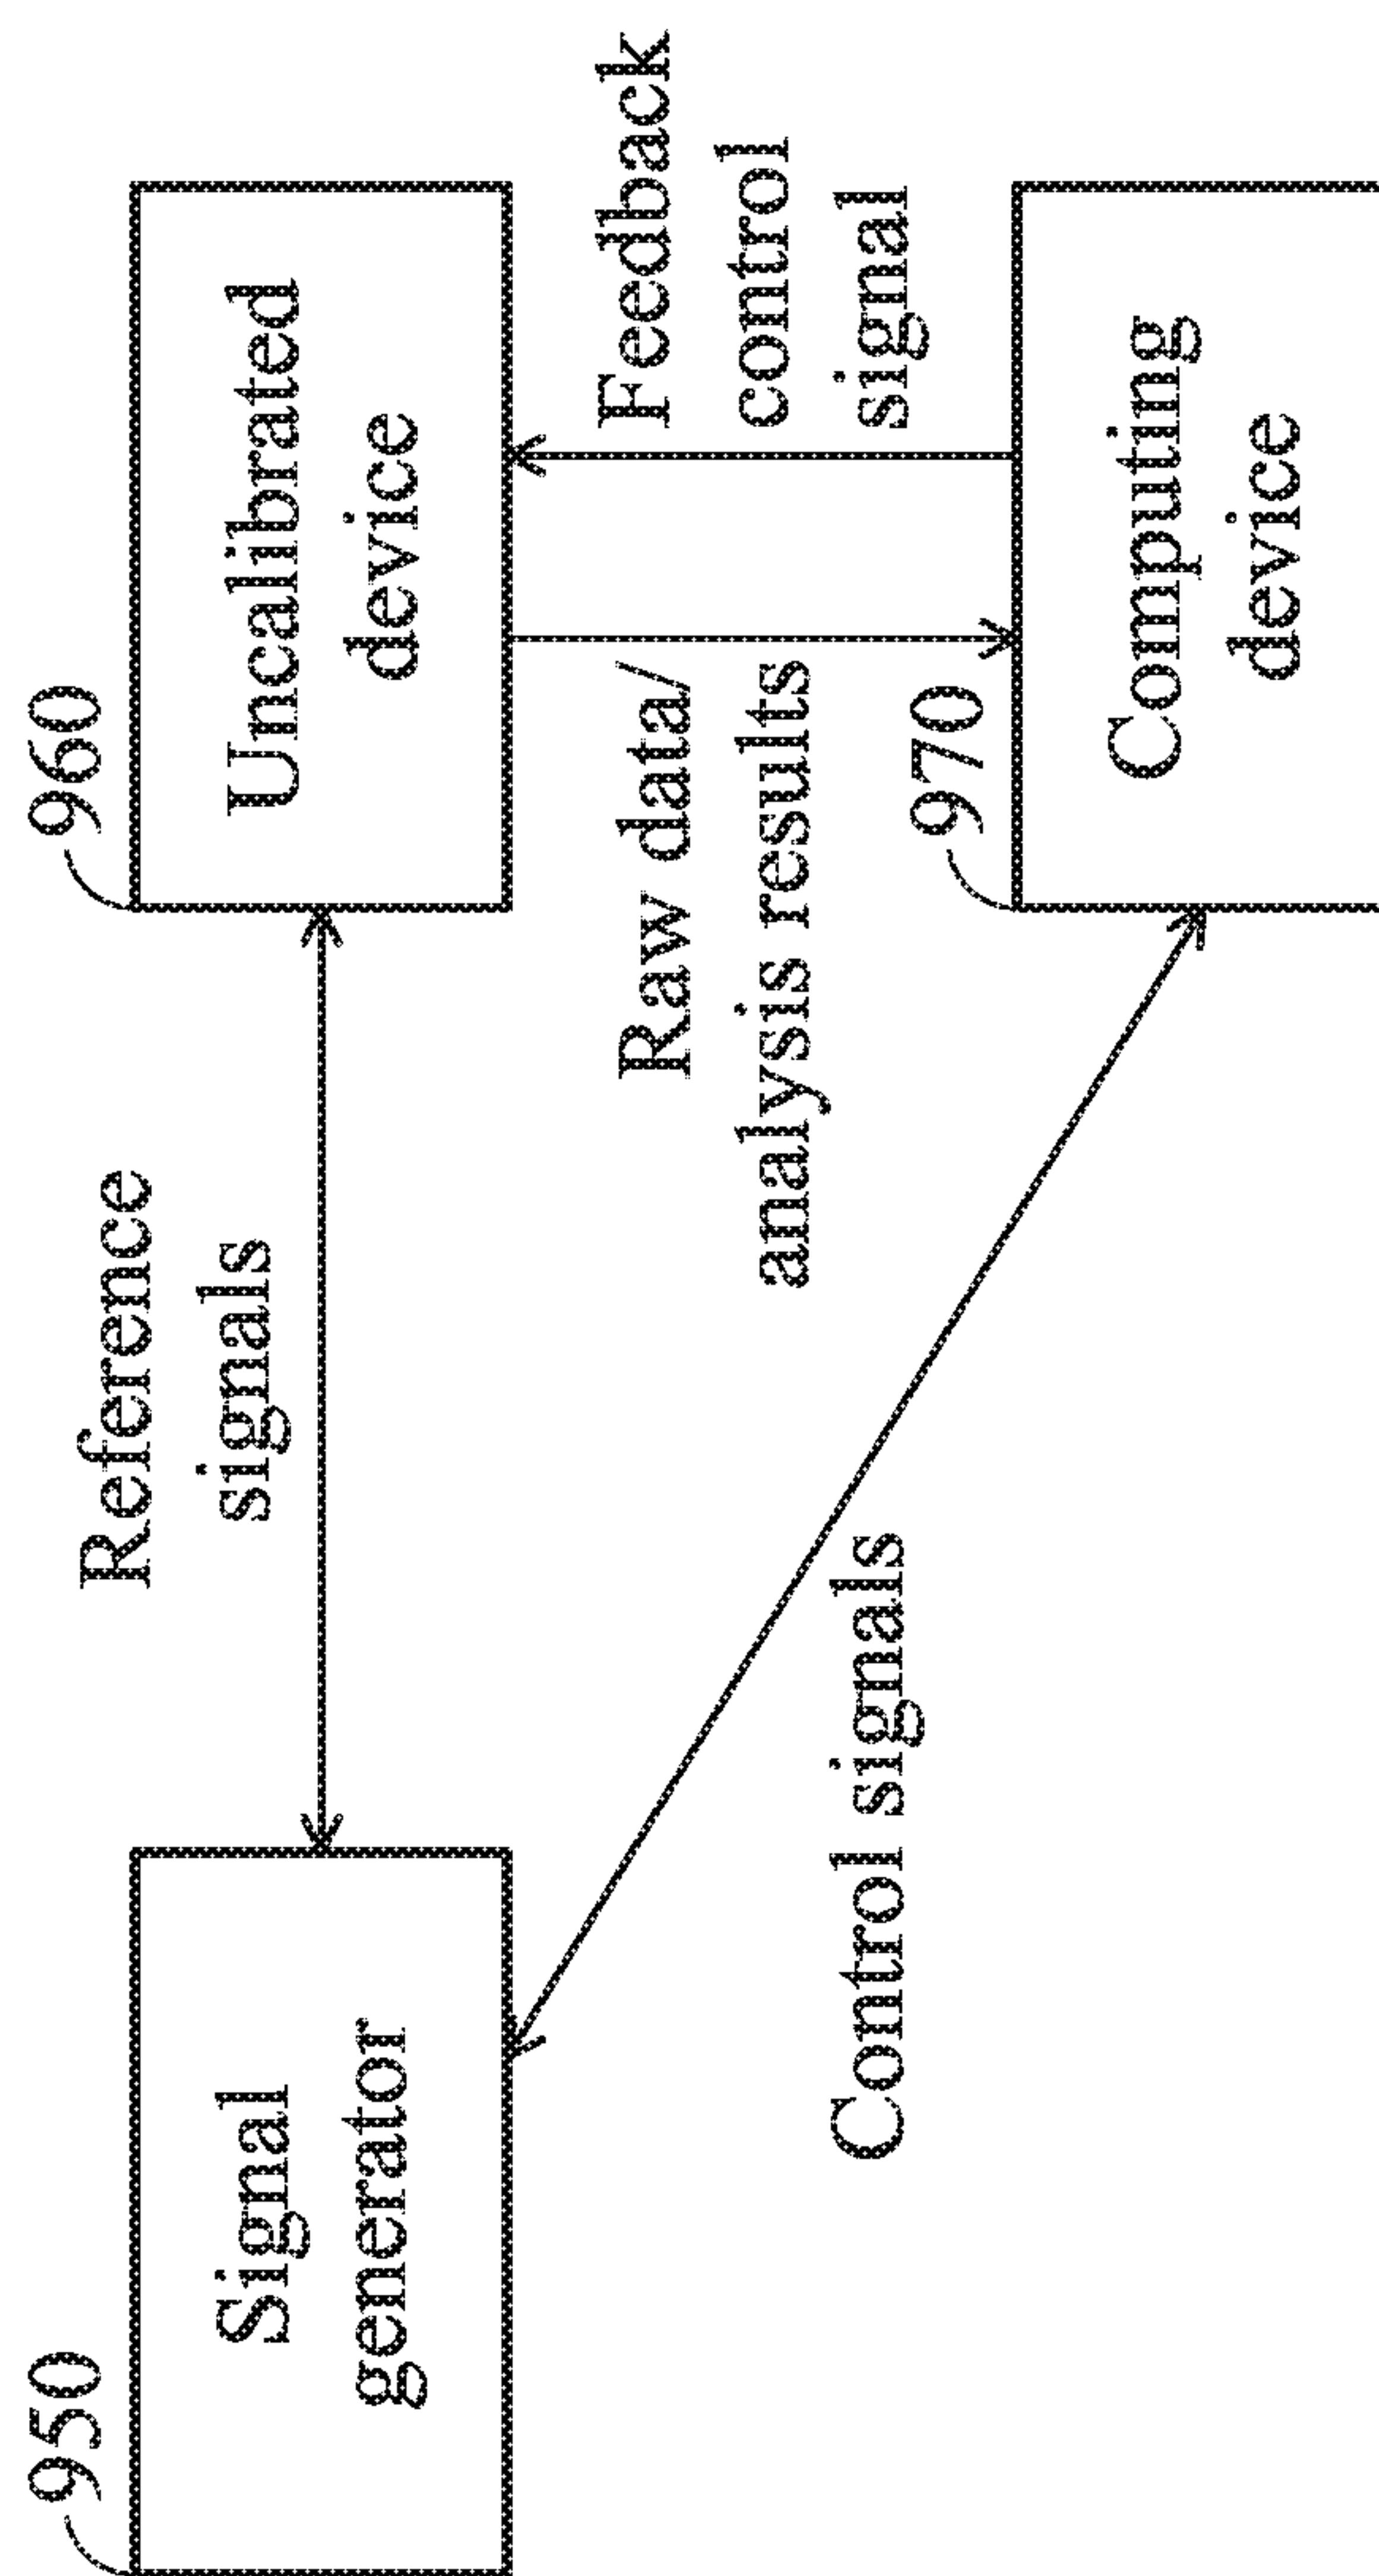 950
Signal
generator
Reference
signals
960
Uncalibrated
device
Raw data/
analysis results
Feedback
control
signal
Control signals
970
Computing
device